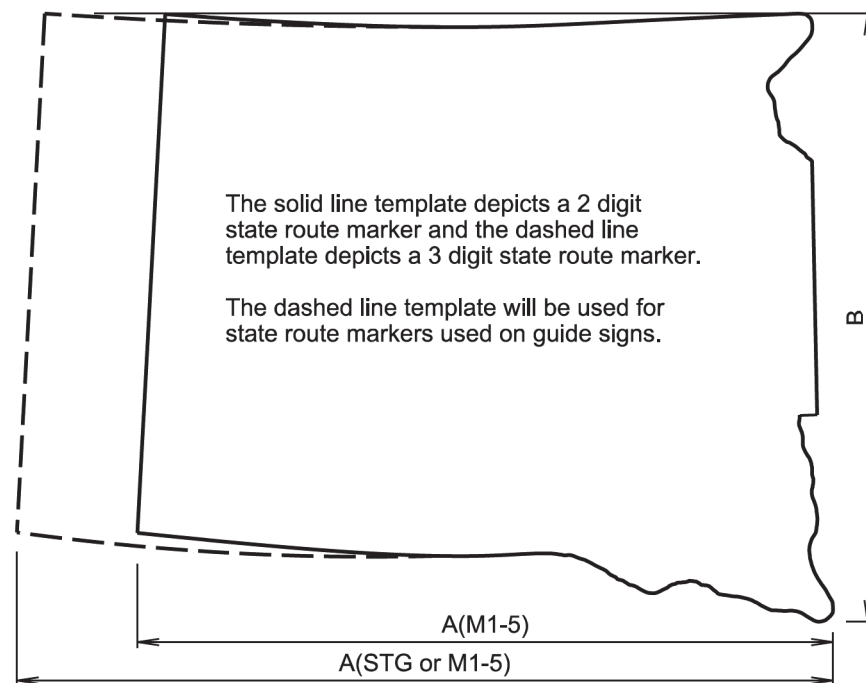 The solid line template depicts a 2 digit
state route marker and the dashed line
template depicts a 3 digit state route marker.
The dashed line template will be used for
state route markers used on guide signs.
B
A(M1-5)
A(STG or M1-5)